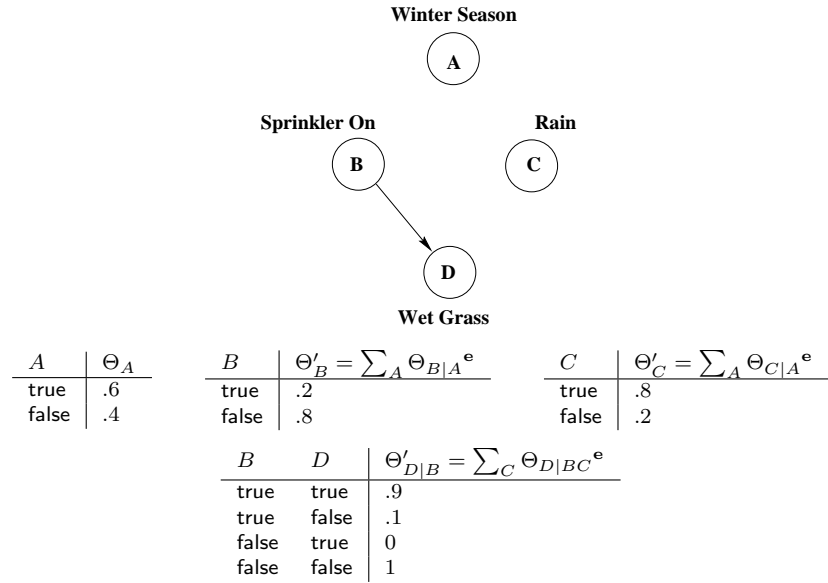 Winter Season
A
Sprinkler On
Rain
B
C
D
Wet Grass
A Θ_A
true .6
false .4
B Θ′_B = ∑_A Θ_{B|A}^e
true .2
false .8
C Θ′_C = ∑_A Θ_{C|A}^e
true .8
false .2
B D Θ′_{D|B} = ∑_C Θ_{D|BC}^e
true true .9
true false .1
false true 0
false false 1